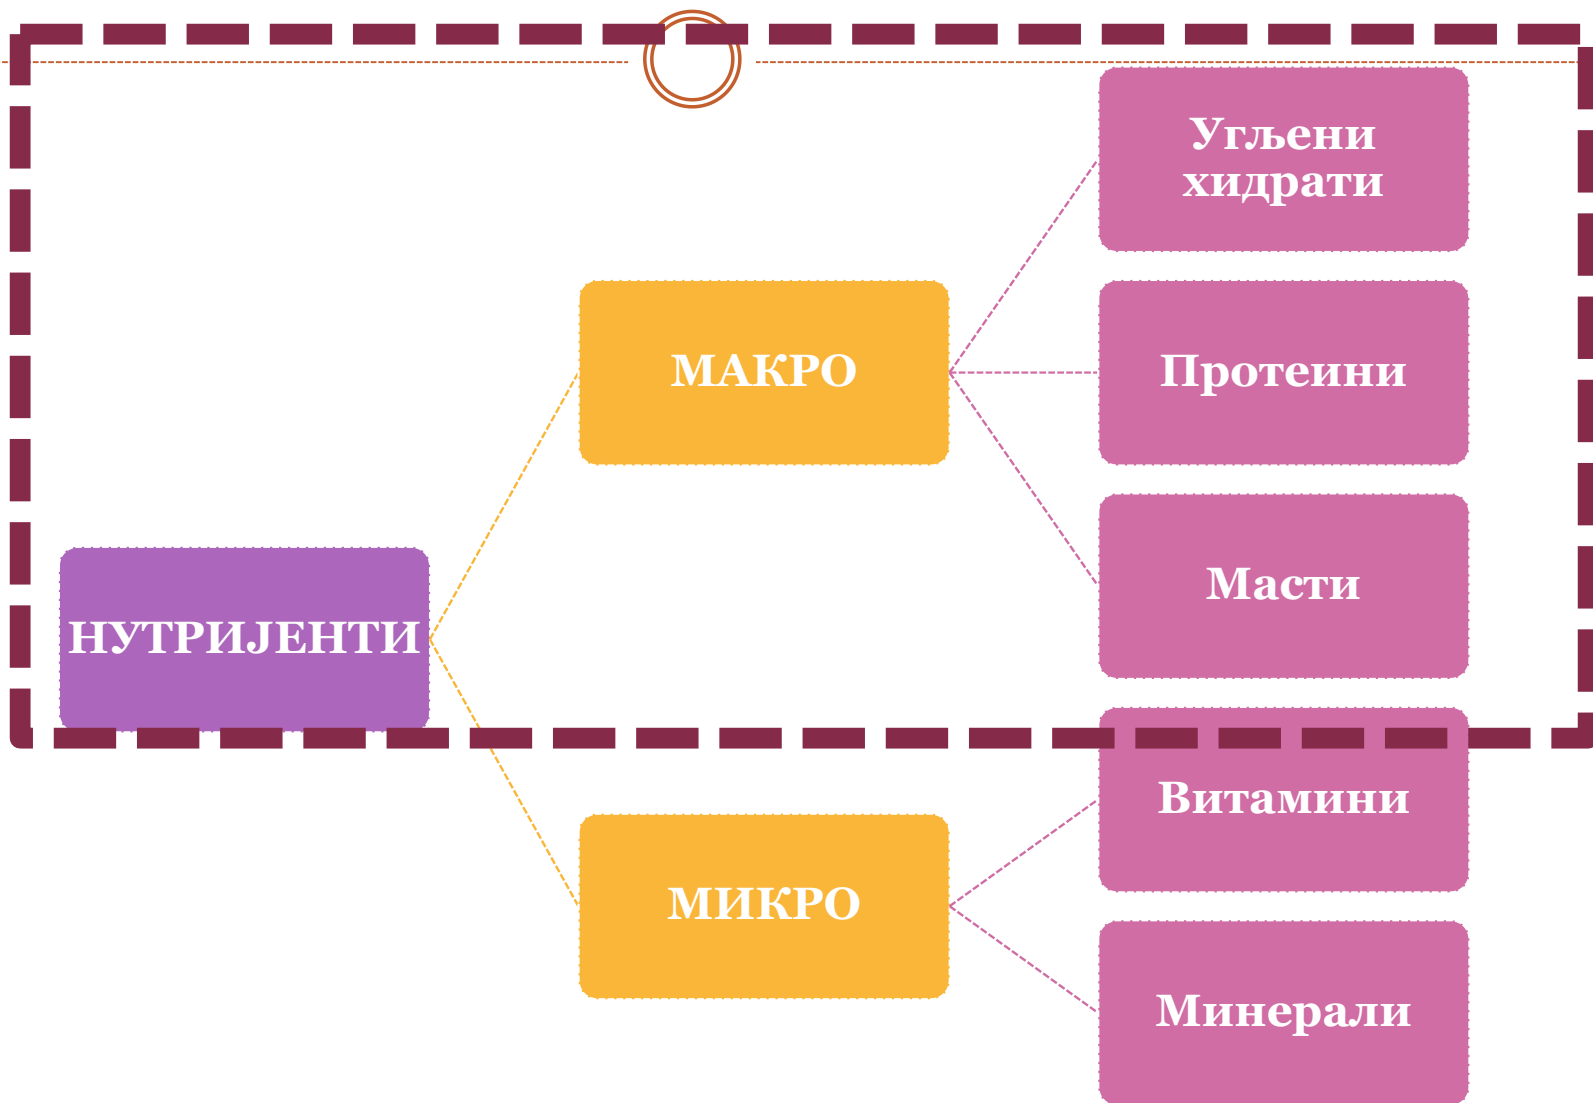 Угљени
хидрати
МАКРО
Протеини
Масти
НУТРИЈЕНТИ
Витамини
МИКРО
Минерали